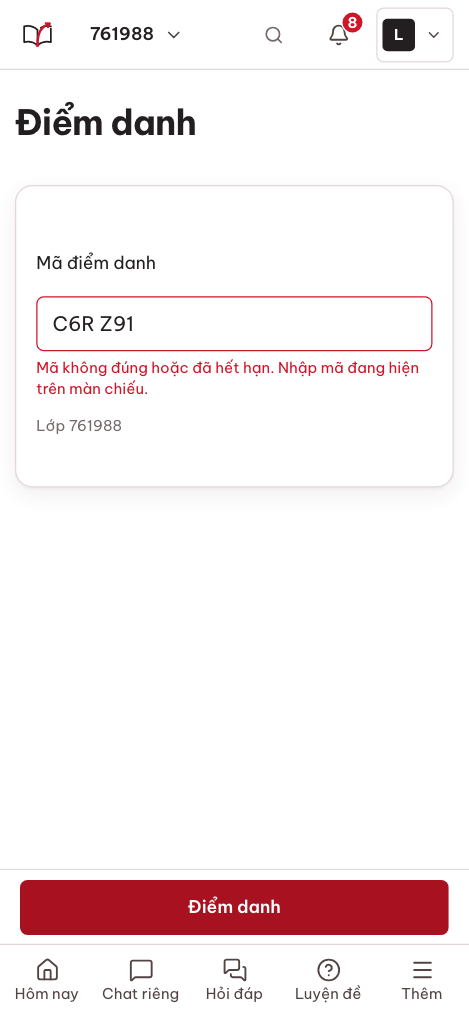 761988
8
L
Điểm danh
Mã điểm danh
C6R Z91
Mã không đúng hoặc đã hết hạn. Nhập mã đang hiện
trên màn chiếu.
Lớp 761988
Điểm danh
Hôm nay
Chat riêng
Hỏi đáp
Luyện đề
Thêm